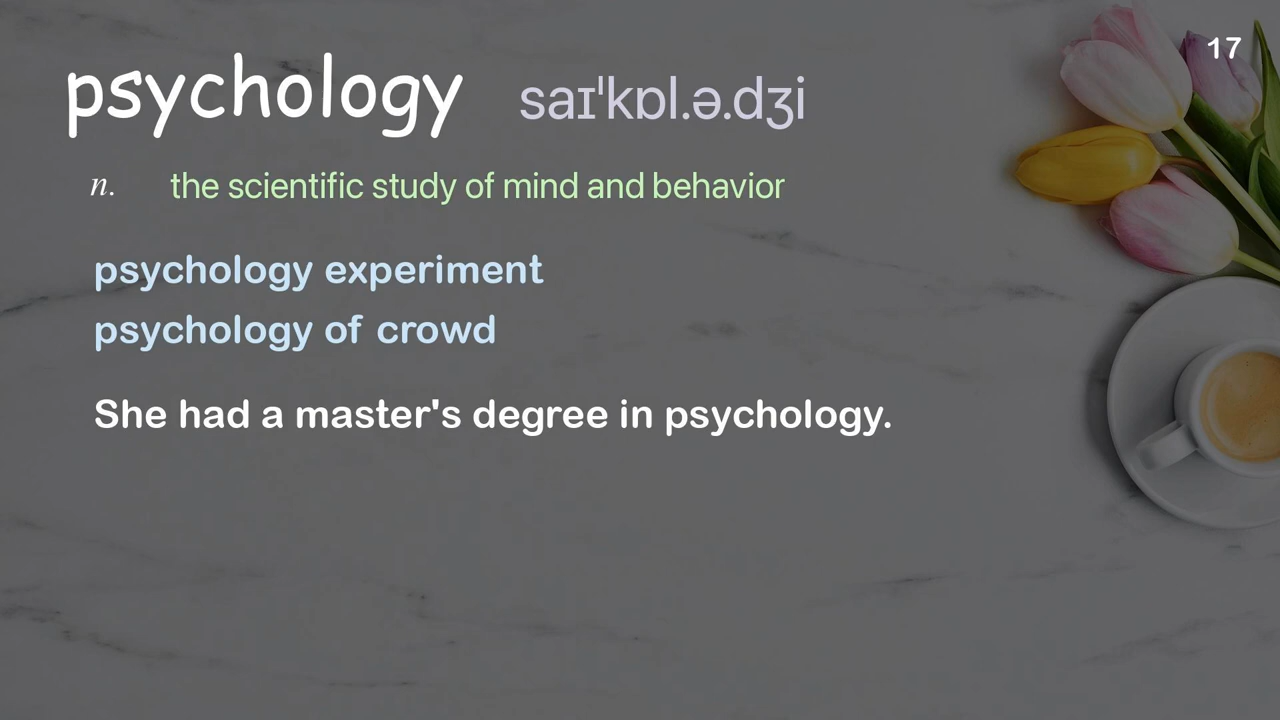 17
psychology saɪˈkɒl.ə.dʒi
n. the scientific study of mind and behavior
psychology experiment
psychology of crowd
She had a master's degree in psychology.